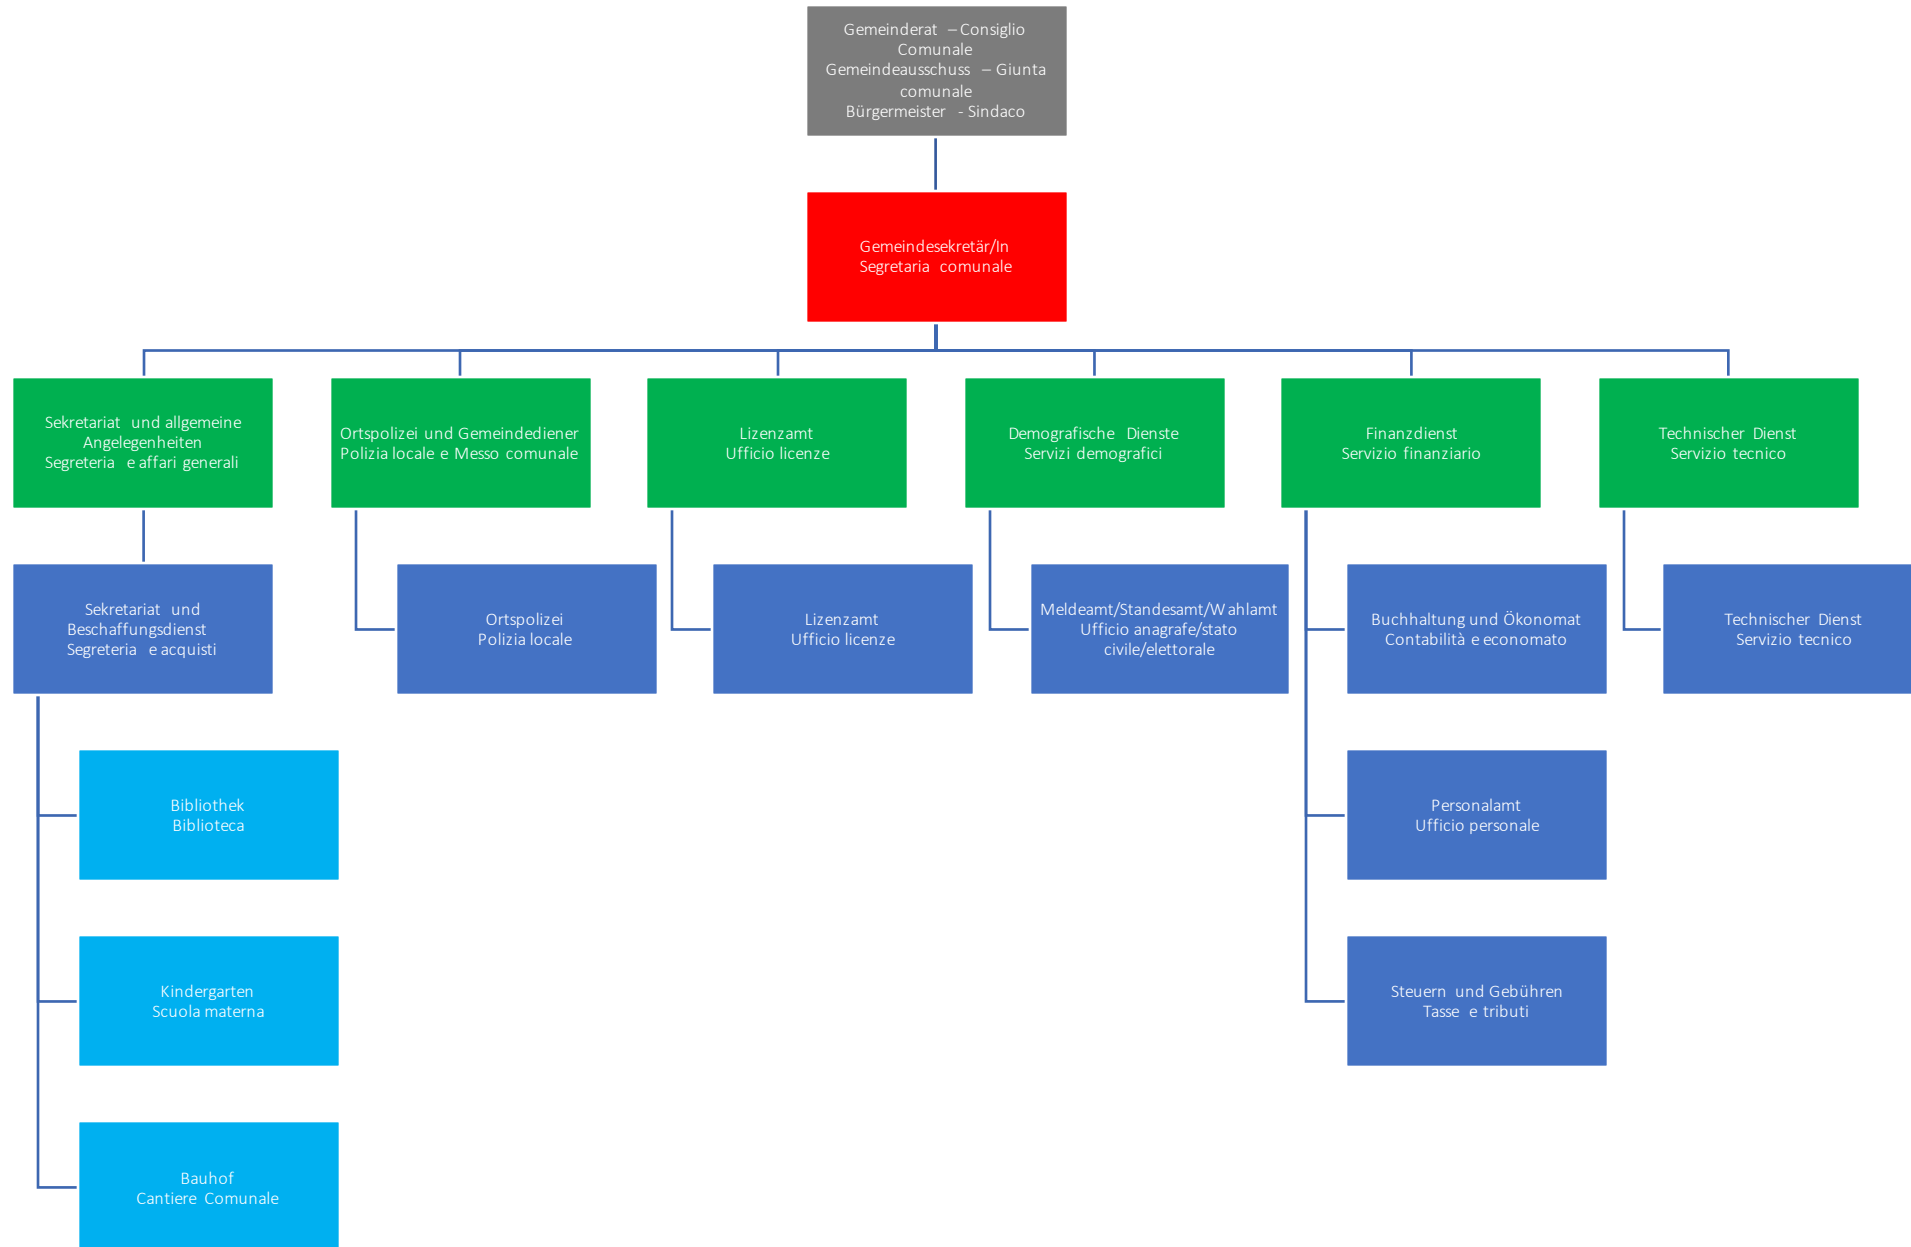 Gemeinderat – Consiglio
Comunale
Gemeindeausschuss – Giunta
comunale
Bürgermeister - Sindaco
Gemeindesekretär/In
Segretaria comunale
Sekretariat und allgemeine
Angelegenheiten
Segreteria e affari generali
Ortspolizei und Gemeindediener
Polizia locale e Messo comunale
Lizenzamt
Ufficio licenze
Demografische Dienste
Servizi demografici
Finanzdienst
Servizio finanziario
Technischer Dienst
Servizio tecnico
Sekretariat und
Beschaffungsdienst
Segreteria e acquisti
Ortspolizei
Polizia locale
Lizenzamt
Ufficio licenze
Meldeamt/Standesamt/Wahlamt
Ufficio anagrafe/stato
civile/elettorale
Buchhaltung und Ökonomat
Contabilità e economato
Technischer Dienst
Servizio tecnico
Bibliothek
Biblioteca
Personalamt
Ufficio personale
Kindergarten
Scuola materna
Steuern und Gebühren
Tasse e tributi
Bauhof
Cantiere Comunale